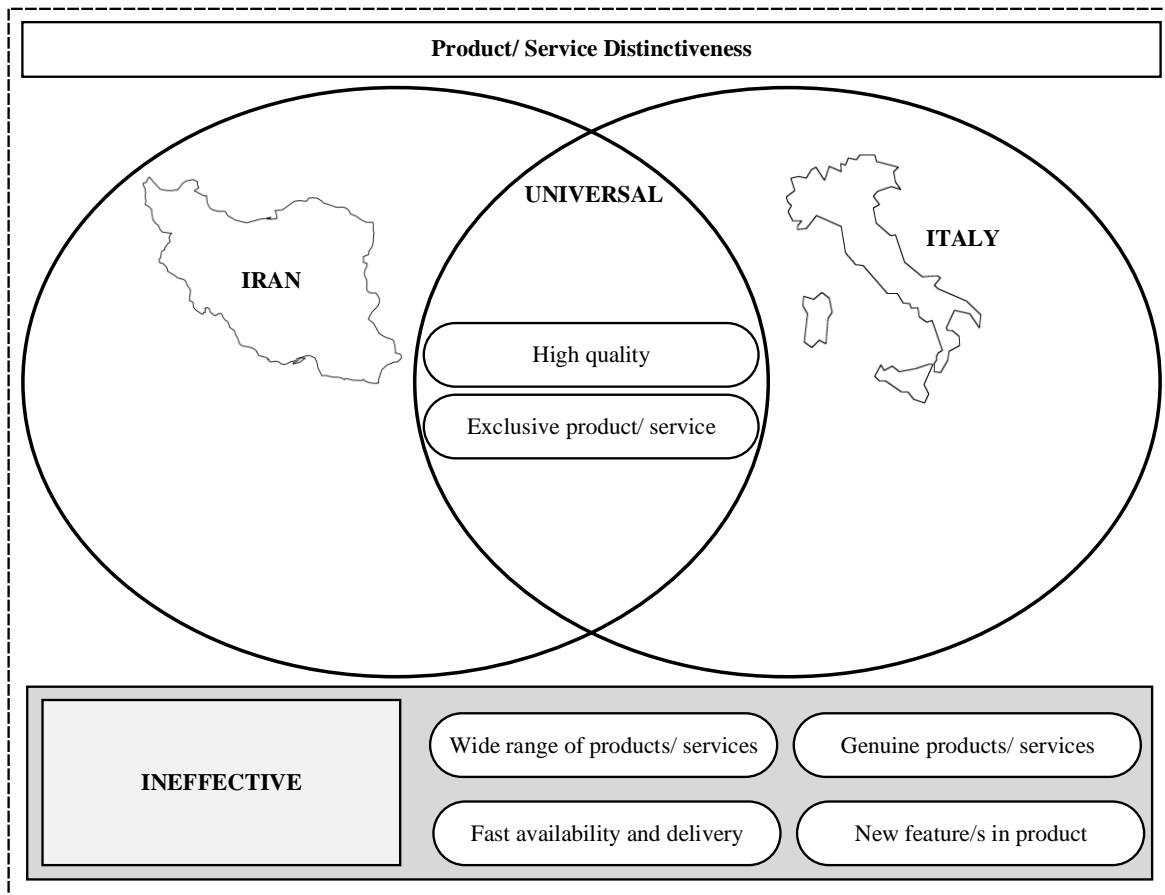 Product/ Service Distinctiveness
UNIVERSAL
ITALY
IRAN
High quality
Exclusive product/ service
Wide range of products/ services
Genuine products/ services
INEFFECTIVE
Fast availability and delivery
New feature/s in product